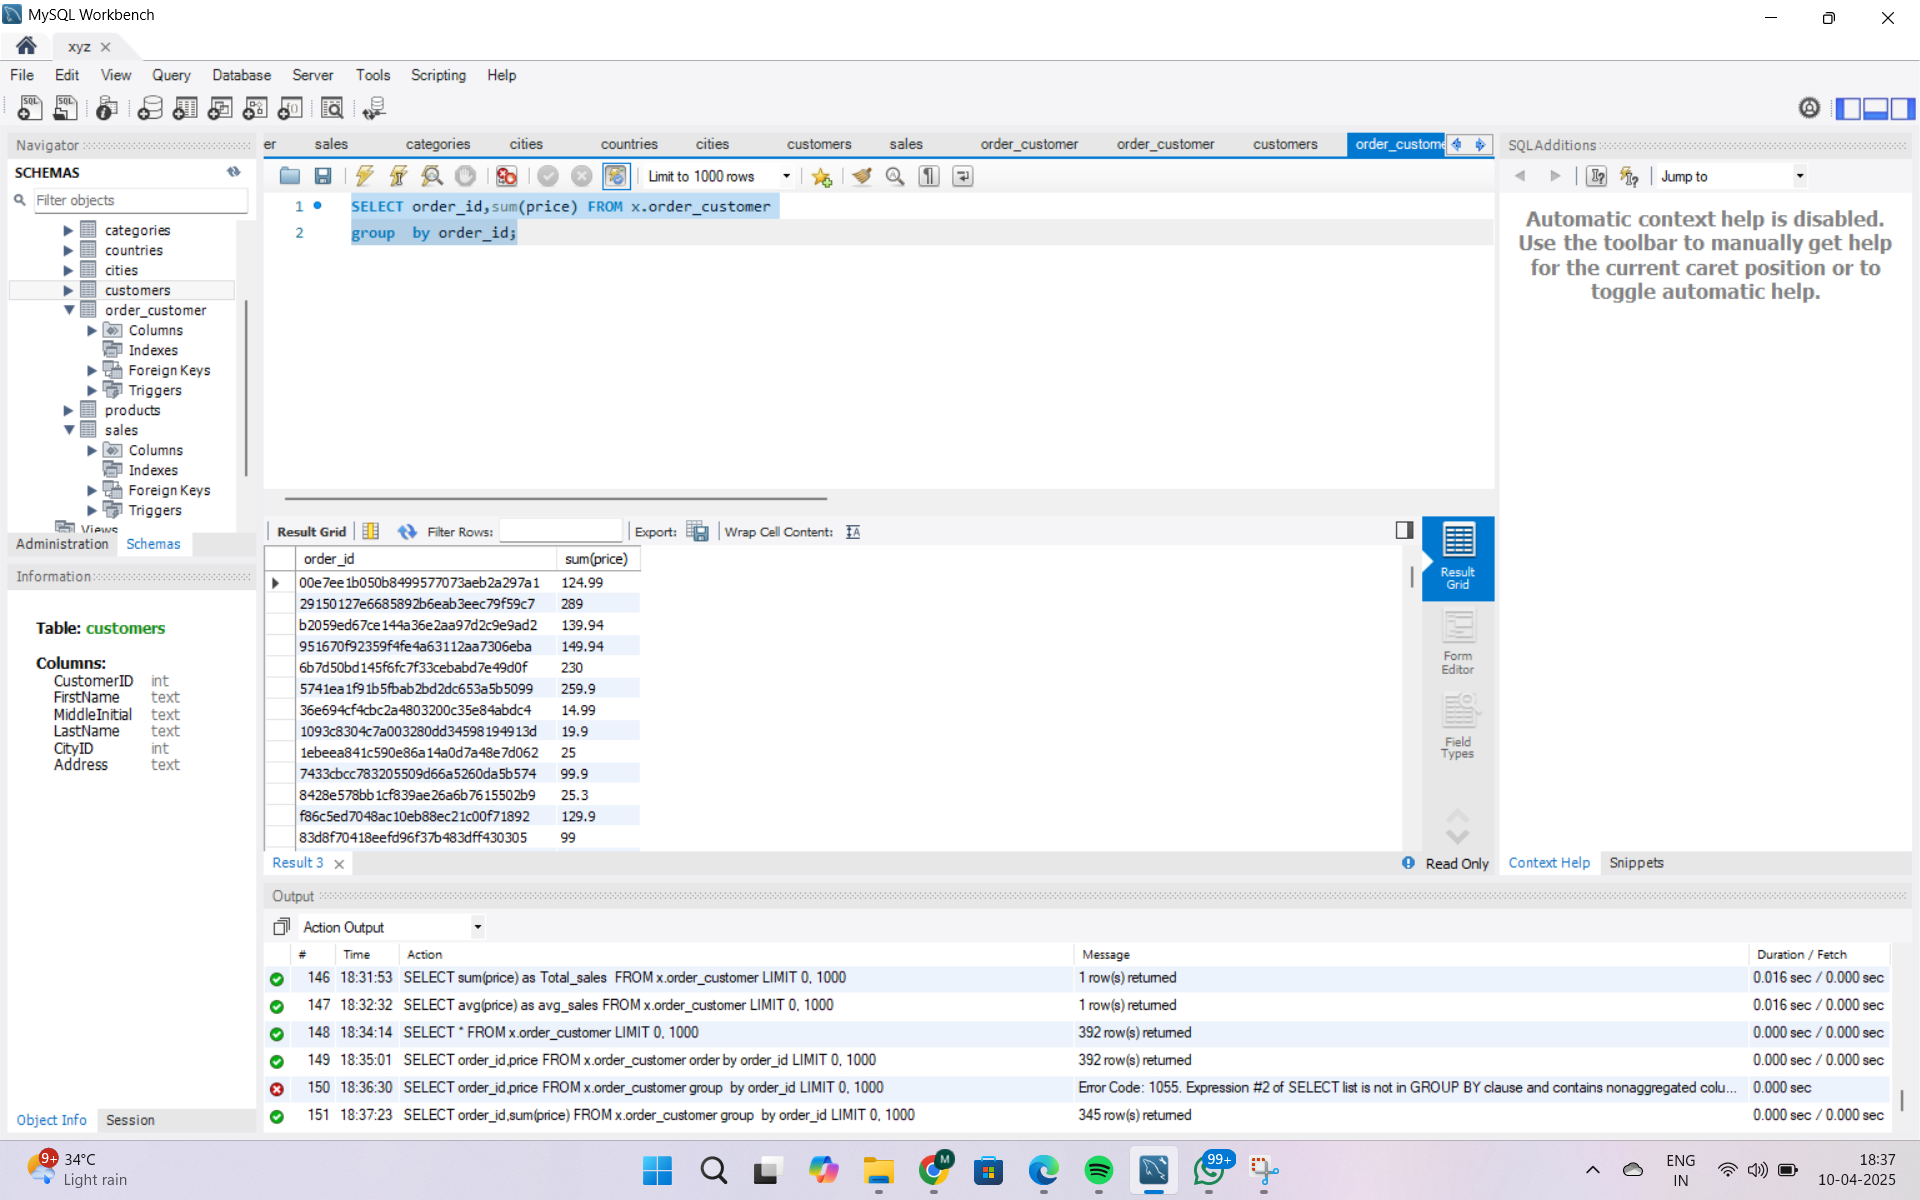 MySQL Workbench
xyz
File Edit View Query Database Server Tools Scripting Help
Navigator
SCHEMAS
Filter objects
categories
countries
cities
customers
order_customer
Columns
Indexes
Foreign Keys
Triggers
products
sales
Columns
Indexes
Foreign Keys
Triggers
Views
Administration Schemas
Information
Table: customers
Columns:
CustomerID int
FirstName text
MiddleInitial text
LastName text
CityID int
Address text
Object Info Session
er sales categories cities countries cities customers sales order_customer order_customer customers order_custome
Limit to 1000 rows
1 SELECT order_id,sum(price) FROM x.order_customer
2 group  by order_id;
Result Grid Filter Rows: Export: Wrap Cell Content:
order_id sum(price)
00e7ee1b050b8499577073aeb2a297a1 124.99
29150127e6685892b6eab3eec79f59c7 289
b2059ed67ce144a36e2aa97d2c9e9ad2 139.94
951670f92359f4fe4a63112aa7306eba 149.94
6b7d50bd145f6fc7f33cebabd7e49d0f 230
5741ea1f91b5fbab2bd2dc653a5b5099 259.9
36e694cf4cbc2a4803200c35e84abdc4 14.99
1093c8304c7a003280dd34598194913d 19.9
1ebeea841c590e86a14a0d7a48e7d062 25
7433cbcc783205509d66a5260da5b574 99.9
8428e578bb1cf839ae26a6b7615502b9 25.3
f86c5ed7048ac10eb88ec21c00f71892 129.9
83d8f70418eefd96f37b483dff430305 99
Result Grid
Form Editor
Field Types
Result 3
Read Only
SQLAdditions
Jump to
Automatic context help is disabled.
Use the toolbar to manually get help
for the current caret position or to
toggle automatic help.
Context Help Snippets
Output
Action Output
# Time Action Message Duration / Fetch
146 18:31:53 SELECT sum(price) as Total_sales  FROM x.order_customer LIMIT 0, 1000 1 row(s) returned 0.016 sec / 0.000 sec
147 18:32:32 SELECT avg(price) as avg_sales FROM x.order_customer LIMIT 0, 1000 1 row(s) returned 0.016 sec / 0.000 sec
148 18:34:14 SELECT * FROM x.order_customer LIMIT 0, 1000 392 row(s) returned 0.000 sec / 0.000 sec
149 18:35:01 SELECT order_id,price FROM x.order_customer order by order_id LIMIT 0, 1000 392 row(s) returned 0.000 sec / 0.000 sec
150 18:36:30 SELECT order_id,price FROM x.order_customer group  by order_id LIMIT 0, 1000 Error Code: 1055. Expression #2 of SELECT list is not in GROUP BY clause and contains nonaggregated colu... 0.000 sec
151 18:37:23 SELECT order_id,sum(price) FROM x.order_customer group  by order_id LIMIT 0, 1000 345 row(s) returned 0.000 sec / 0.000 sec
9+ 34°C
Light rain
M
99+
ENG
IN
18:37
10-04-2025